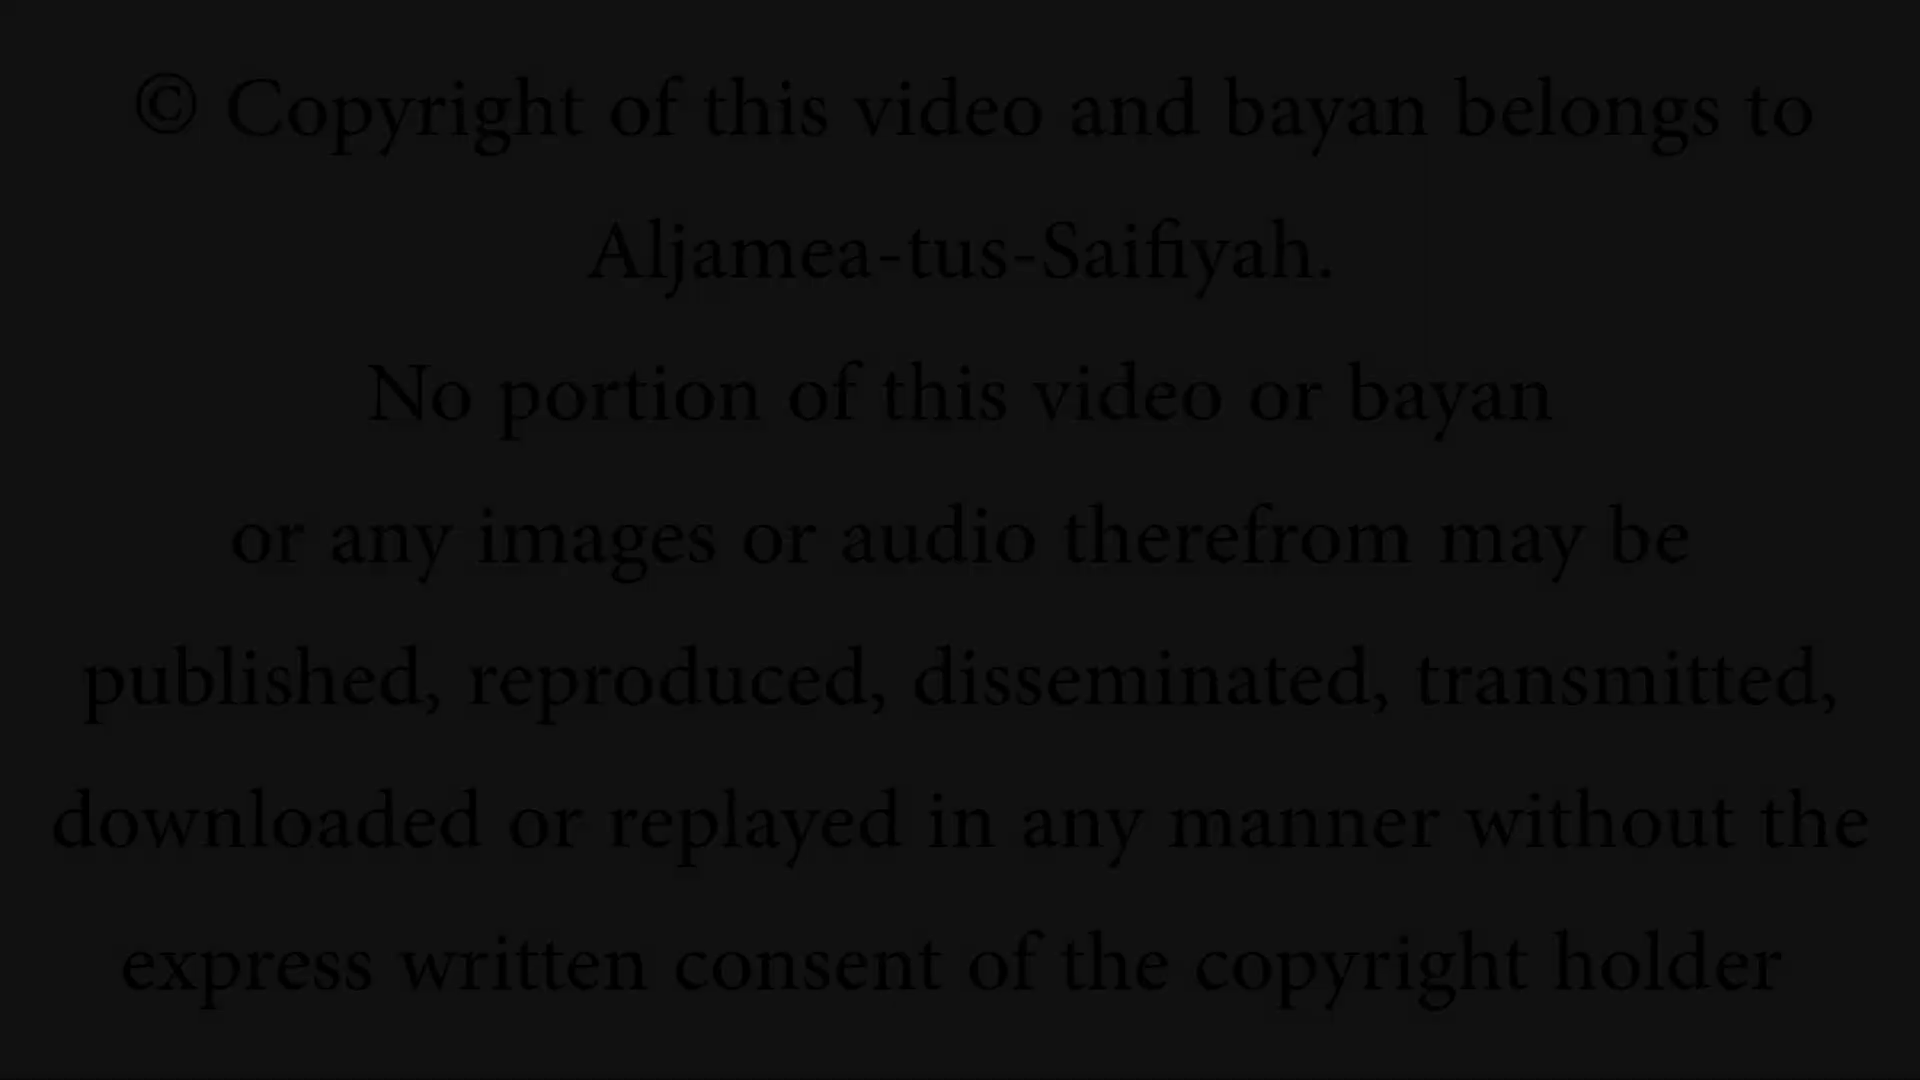 © Copyright of this video and bayan belongs to
Aljamea-tus-Saifiyah.
No portion of this video or bayan
or any images or audio therefrom may be
published, reproduced, disseminated, transmitted,
downloaded or replayed in any manner without the
express written consent of the copyright holder